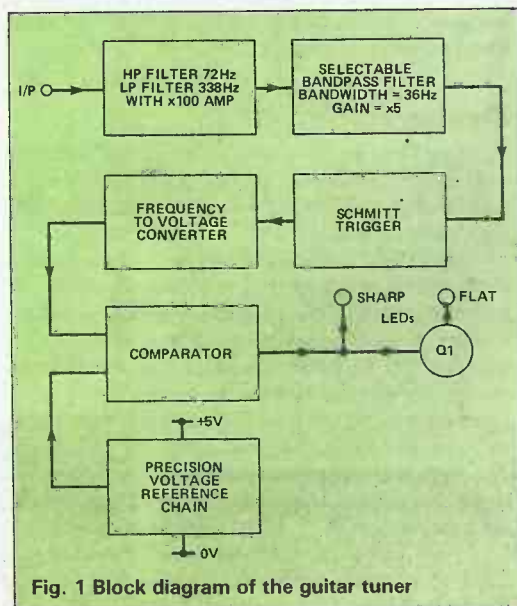 I/P
HP FILTER 72Hz
LP FILTER 338Hz
WITH x100 AMP
SELECTABLE
BANDPASS FILTER
BANDWIDTH = 36Hz
GAIN = x5
FREQUENCY
TO VOLTAGE
CONVERTER
SCHMITT
TRIGGER
COMPARATOR
SHARP
LEDs
FLAT
Q1
+5V
PRECISION
VOLTAGE
REFERENCE
CHAIN
0V
Fig. 1 Block diagram of the guitar tuner